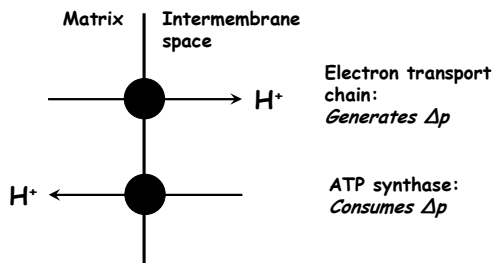 Matrix
Intermembrane
space
H⁺
Electron transport
chain:
Generates Δp
H⁺
ATP synthase:
Consumes Δp